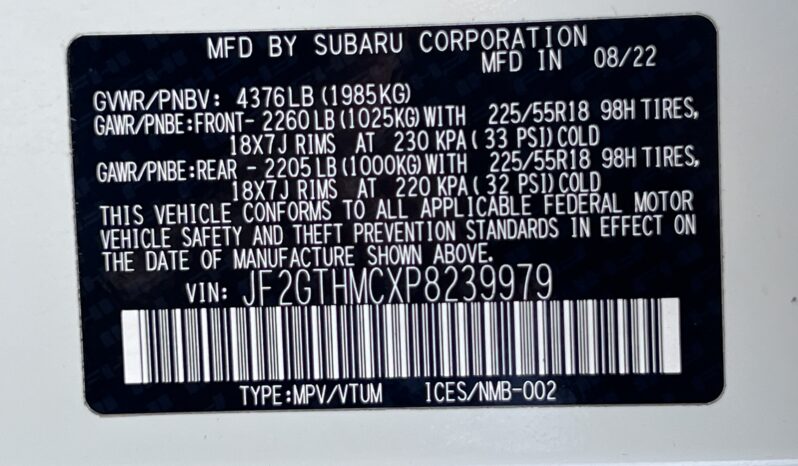 MFD BY SUBARU CORPORATION
MFD IN 08/22
GVWR/PNBV: 4376LB (1985KG)
GAWR/PNBE:FRONT- 2260LB (1025KG) WITH 225/55R18 98H TIRES,
18X7J RIMS AT 230 KPA (33 PSI) COLD
GAWR/PNBE:REAR - 2205LB (1000KG) WITH 225/55R18 98H TIRES,
18X7J RIMS AT 220 KPA (32 PSI) COLD
THIS VEHICLE CONFORMS TO ALL APPLICABLE FEDERAL MOTOR
VEHICLE SAFETY AND THEFT PREVENTION STANDARDS IN EFFECT ON
THE DATE OF MANUFACTURE SHOWN ABOVE.
VIN: JF2GTHMCXP8239979
TYPE:MPV/VTUM ICES/NMB-002